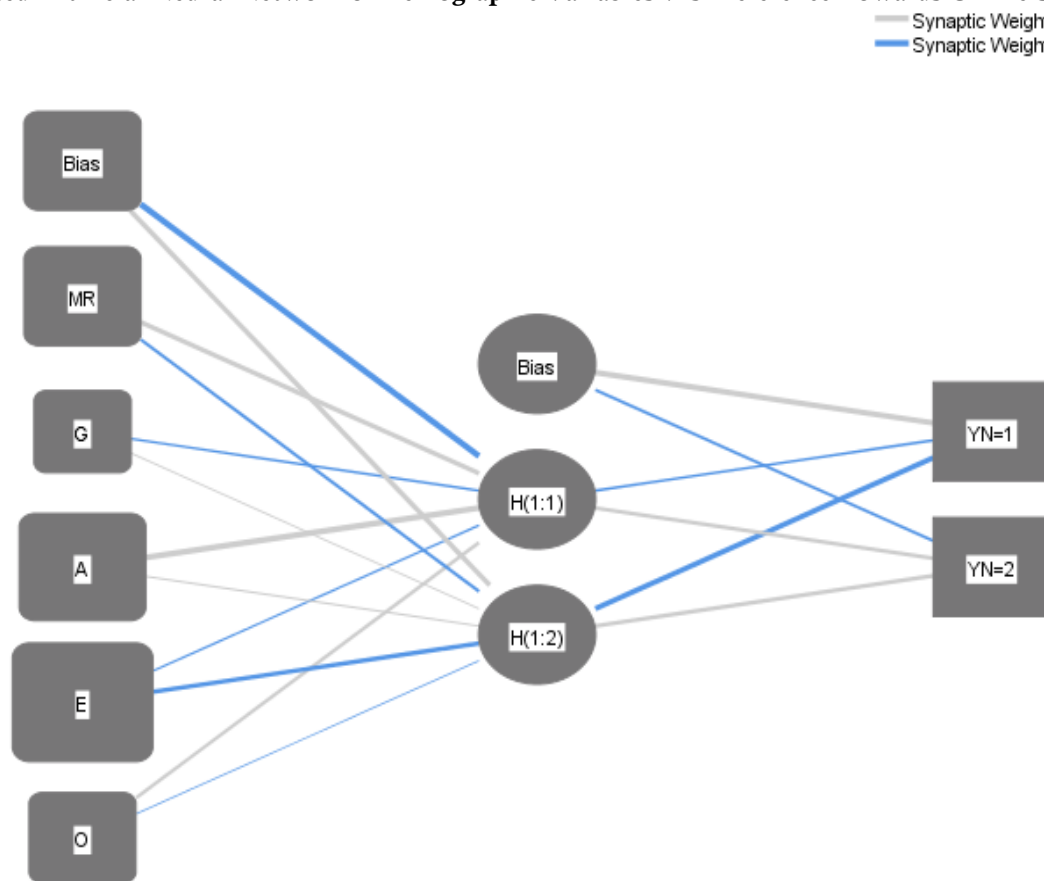 Synaptic Weigh
Synaptic Weigh
Bias
MR
G
A
E
O
Bias
H(1:1)
H(1:2)
YN=1
YN=2